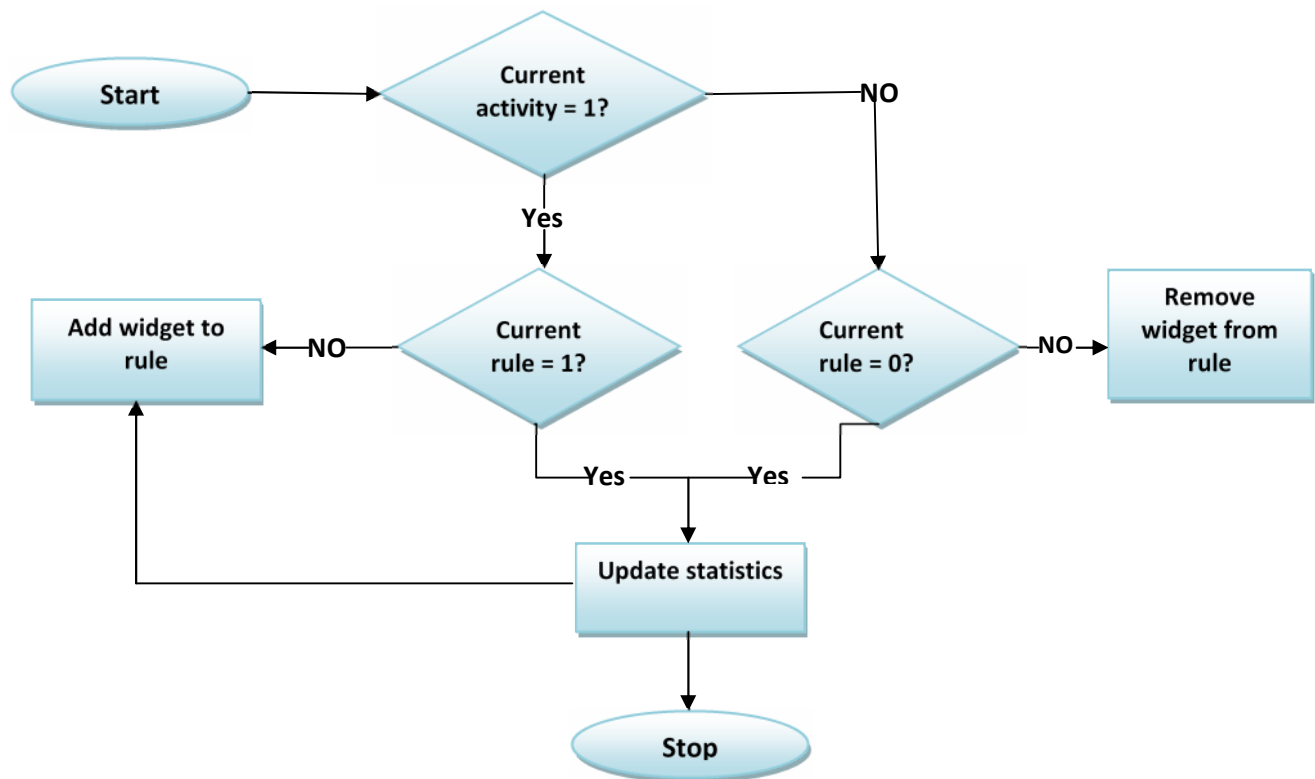 Start
Current
activity = 1?
NO
Yes
Add widget to
rule
NO
Current
rule = 1?
Current
rule = 0?
NO
Remove
widget from
rule
Yes
Yes
Update statistics
Stop